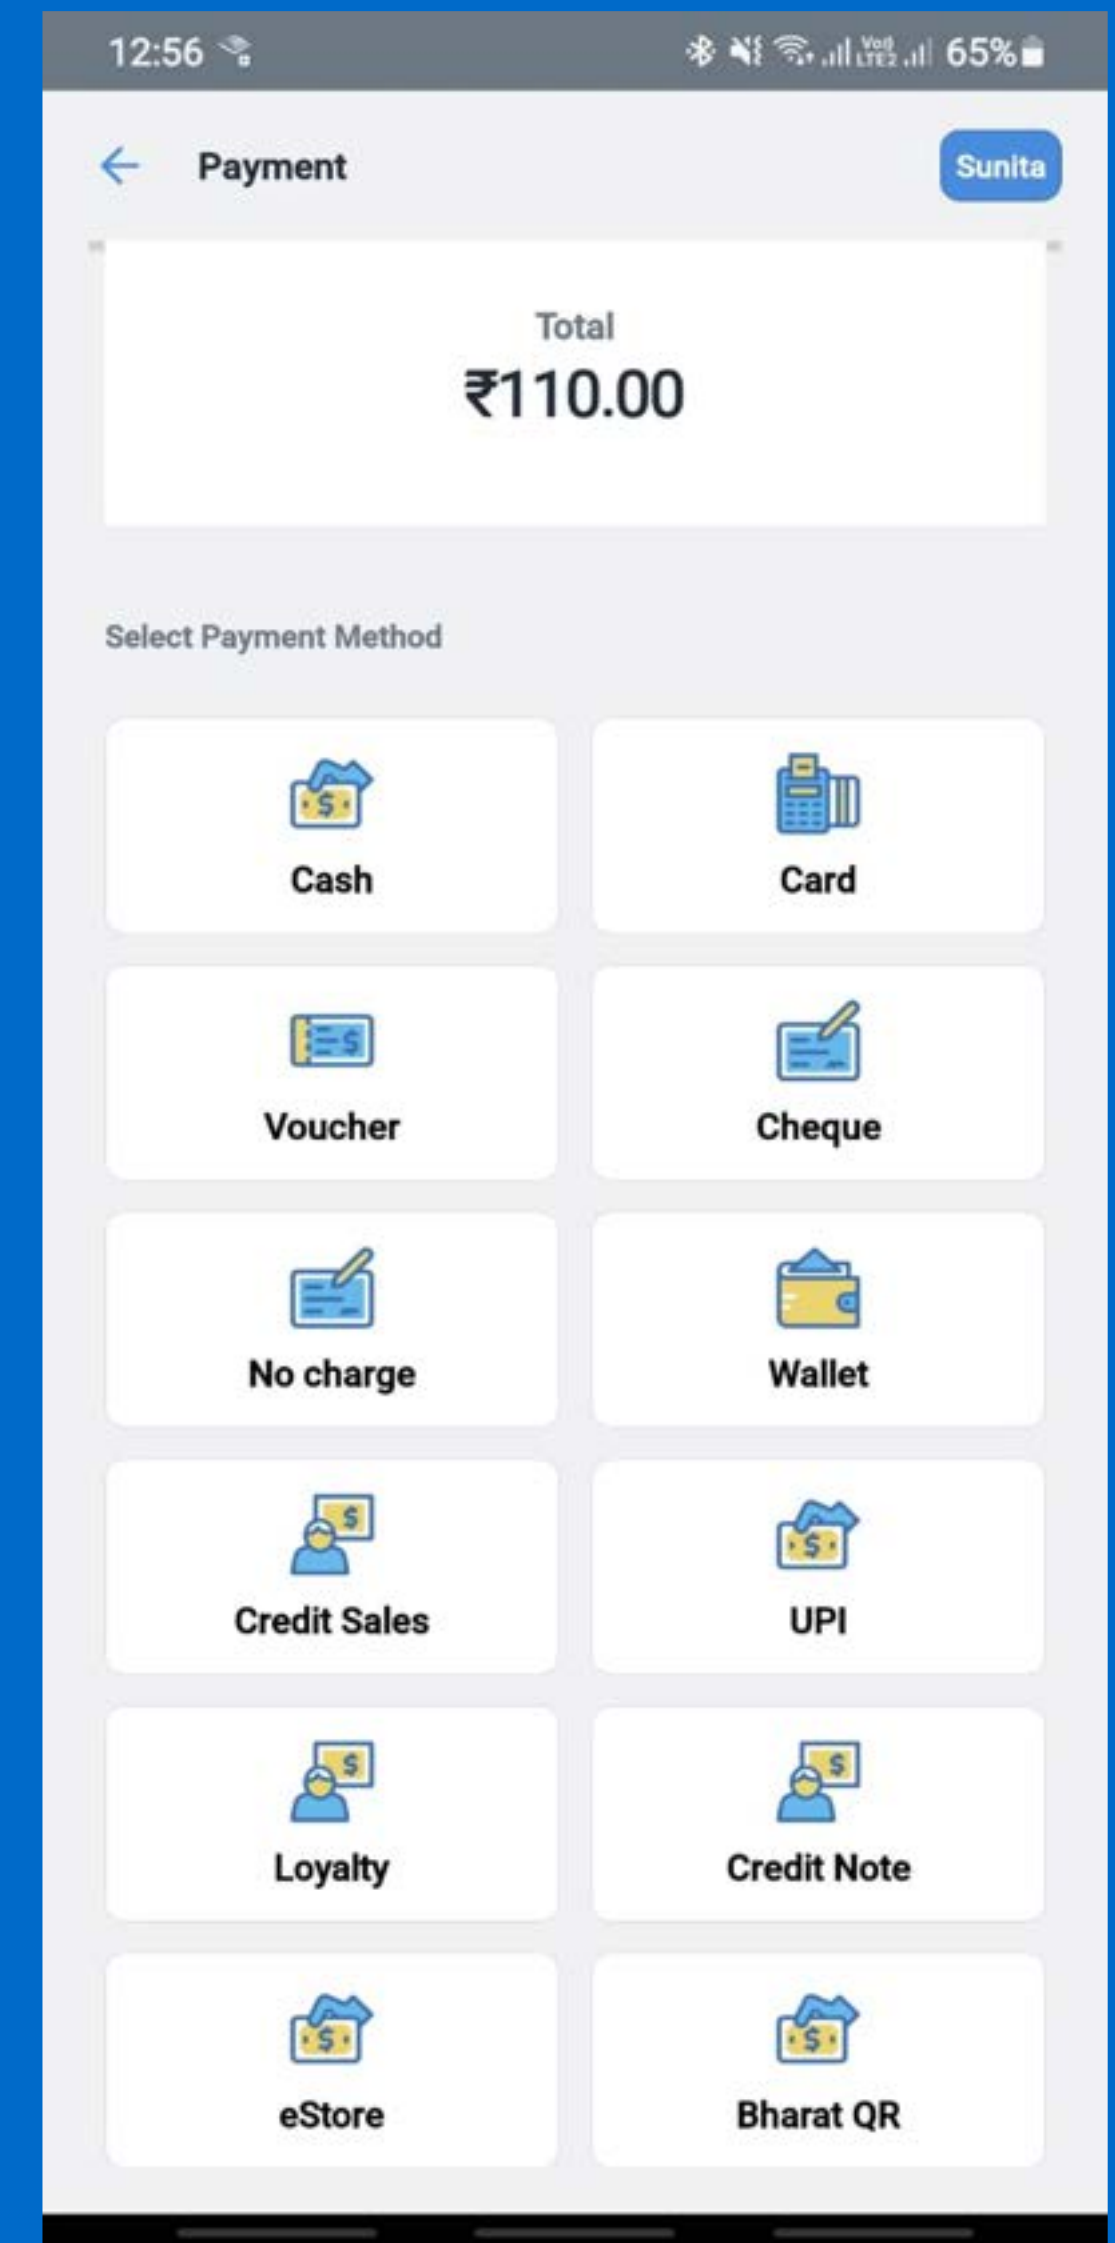 12:56 65%
Payment Sunita
Total
₹110.00
Select Payment Method
Cash Card
Voucher Cheque
No charge Wallet
Credit Sales UPI
Loyalty Credit Note
eStore Bharat QR